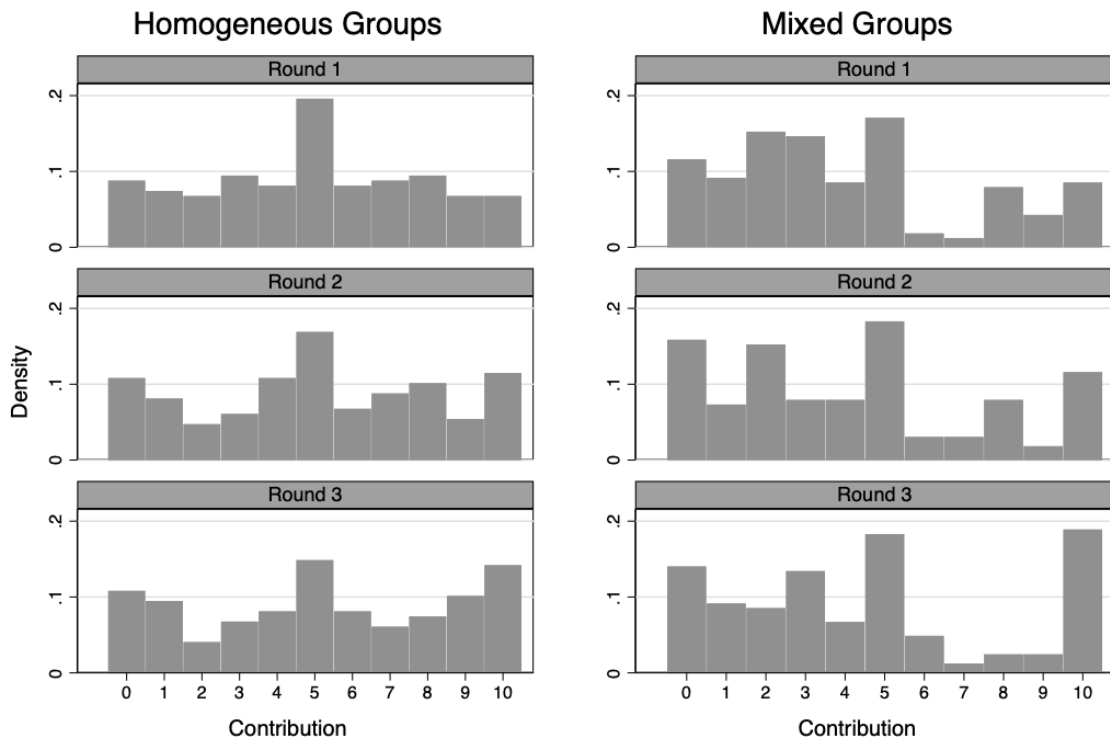 Homogeneous Groups
Round 1
0 .1 .2
Round 2
0 .1 .2
Round 3
0 .1 .2
0 1 2 3 4 5 6 7 8 9 10
Contribution
Density
Mixed Groups
Round 1
0 .1 .2
Round 2
0 .1 .2
Round 3
0 .1 .2
0 1 2 3 4 5 6 7 8 9 10
Contribution